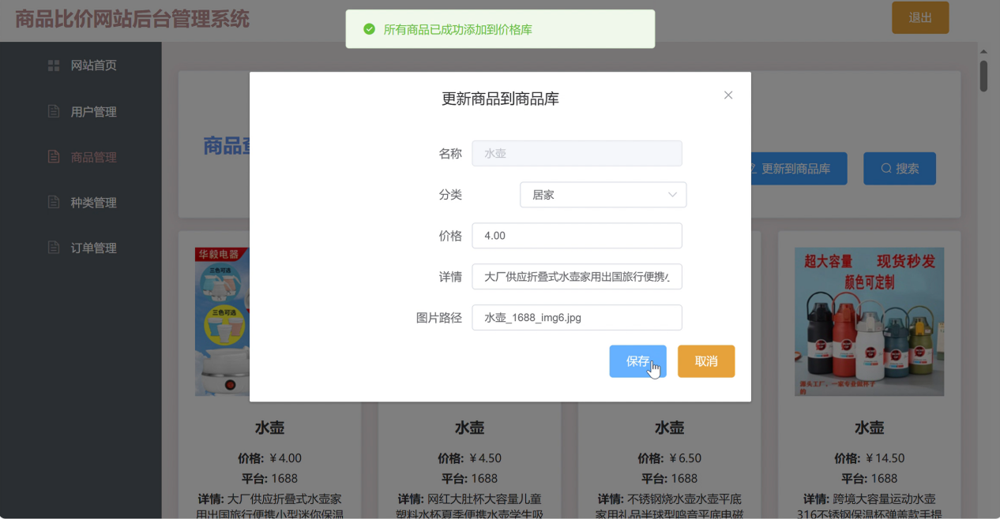 商品比价网站后台管理系统
所有商品已成功添加到价格库
退出
网站首页
用户管理
商品管理
种类管理
订单管理
商品
更新到商品库
搜索
更新商品到商品库
名称 水壶
分类 居家
价格 4.00
详情 大厂供应折叠式水壶家用出国旅行便携
图片路径 水壶_1688_img6.jpg
保存
取消
华毅电器
三色可选
三色可选
超大容量 现货秒发
颜色可定制
源头工厂,一家专业做杯子
的
水壶
价格: ¥4.00
平台: 1688
详情: 大厂供应折叠式水壶家
用出国旅行便携小型迷你保温
水壶
价格: ¥4.50
平台: 1688
详情: 网红大肚杯大容量儿童
塑料水杯夏季便携水壶学生吸
水壶
价格: ¥6.50
平台: 1688
详情: 不锈钢烧水壶水壶平底
家用礼品半球型鸣音平底电磁
水壶
价格: ¥14.50
平台: 1688
详情: 跨境大容量运动水壶
316不锈钢保温杯弹盖款手提